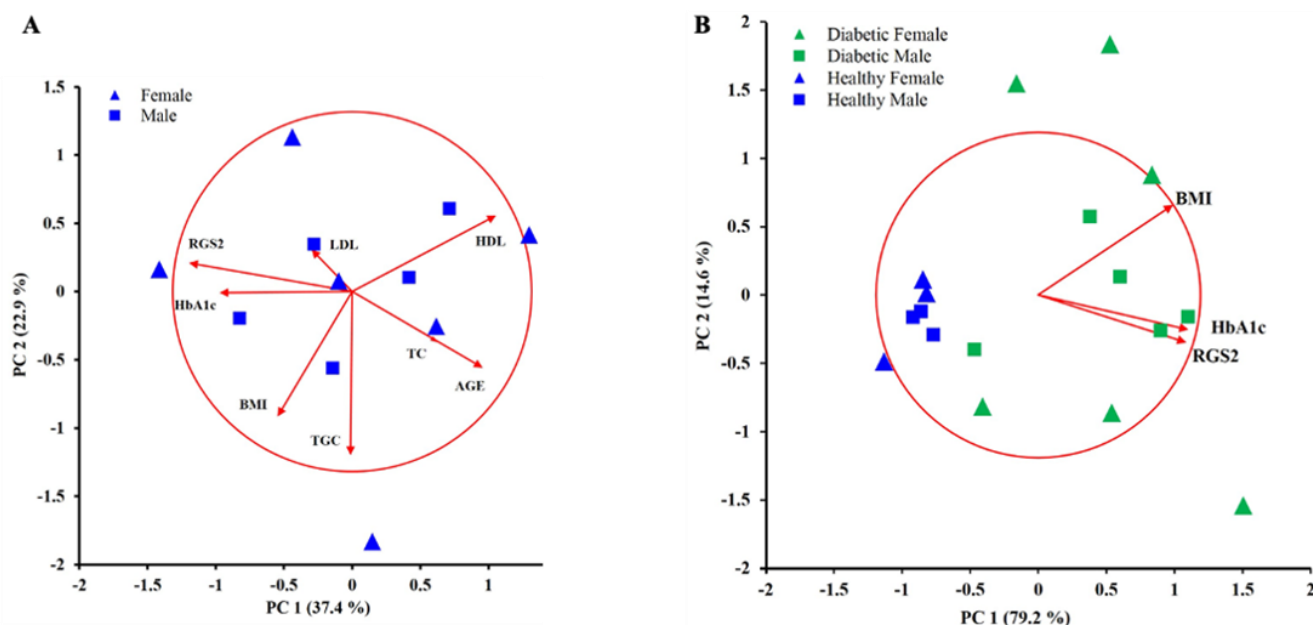 A
Female
Male
1.5
1
0.5
0
-0.5
-1
-1.5
-2
PC 2 (22.9 %)
RGS2
LDL
HDL
HbA1c
TC
AGE
BMI
TGC
-2
-1.5
-1
-0.5
0
0.5
1
PC 1 (37.4 %)
B
Diabetic Female
Diabetic Male
Healthy Female
Healthy Male
2
1.5
1
0.5
0
-0.5
-1
-1.5
-2
PC 2 (14.6 %)
BMI
HbA1c
RGS2
-2
-1.5
-1
-0.5
0
0.5
1
1.5
2
PC 1 (79.2 %)